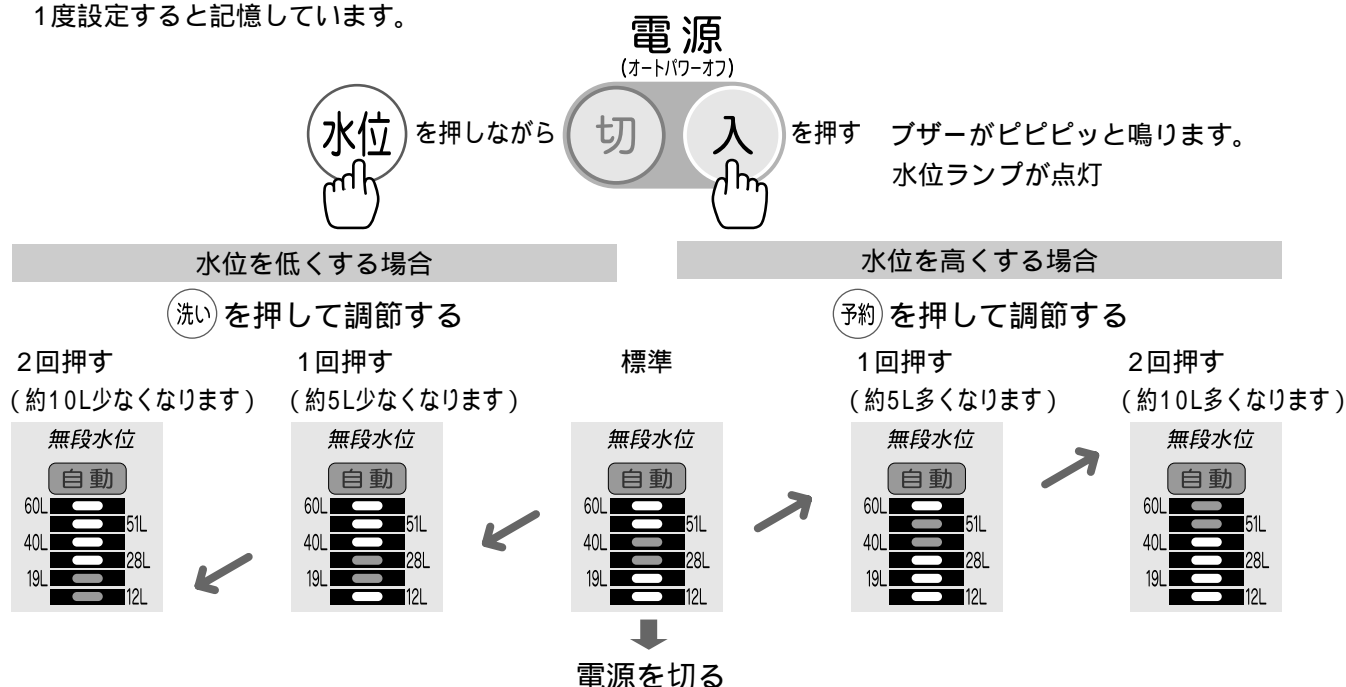 1度設定すると記憶しています。
電源
(オートパワーオフ)
水位 を押しながら 切 入 を押す ブザーがピピピッと鳴ります。
水位ランプが点灯
水位を低くする場合 水位を高くする場合
洗い を押して調節する 予約 を押して調節する
2回押す 1回押す 標準 1回押す 2回押す
(約10L少なくなります) (約5L少なくなります) (約5L多くなります) (約10L多くなります)
無段水位 無段水位 無段水位 無段水位 無段水位
自動 自動 自動 自動 自動
60L 60L 60L 60L 60L
51L 51L 51L 51L 51L
40L 40L 40L 40L 40L
28L 28L 28L 28L 28L
19L 19L 19L 19L 19L
12L 12L 12L 12L 12L
電源を切る